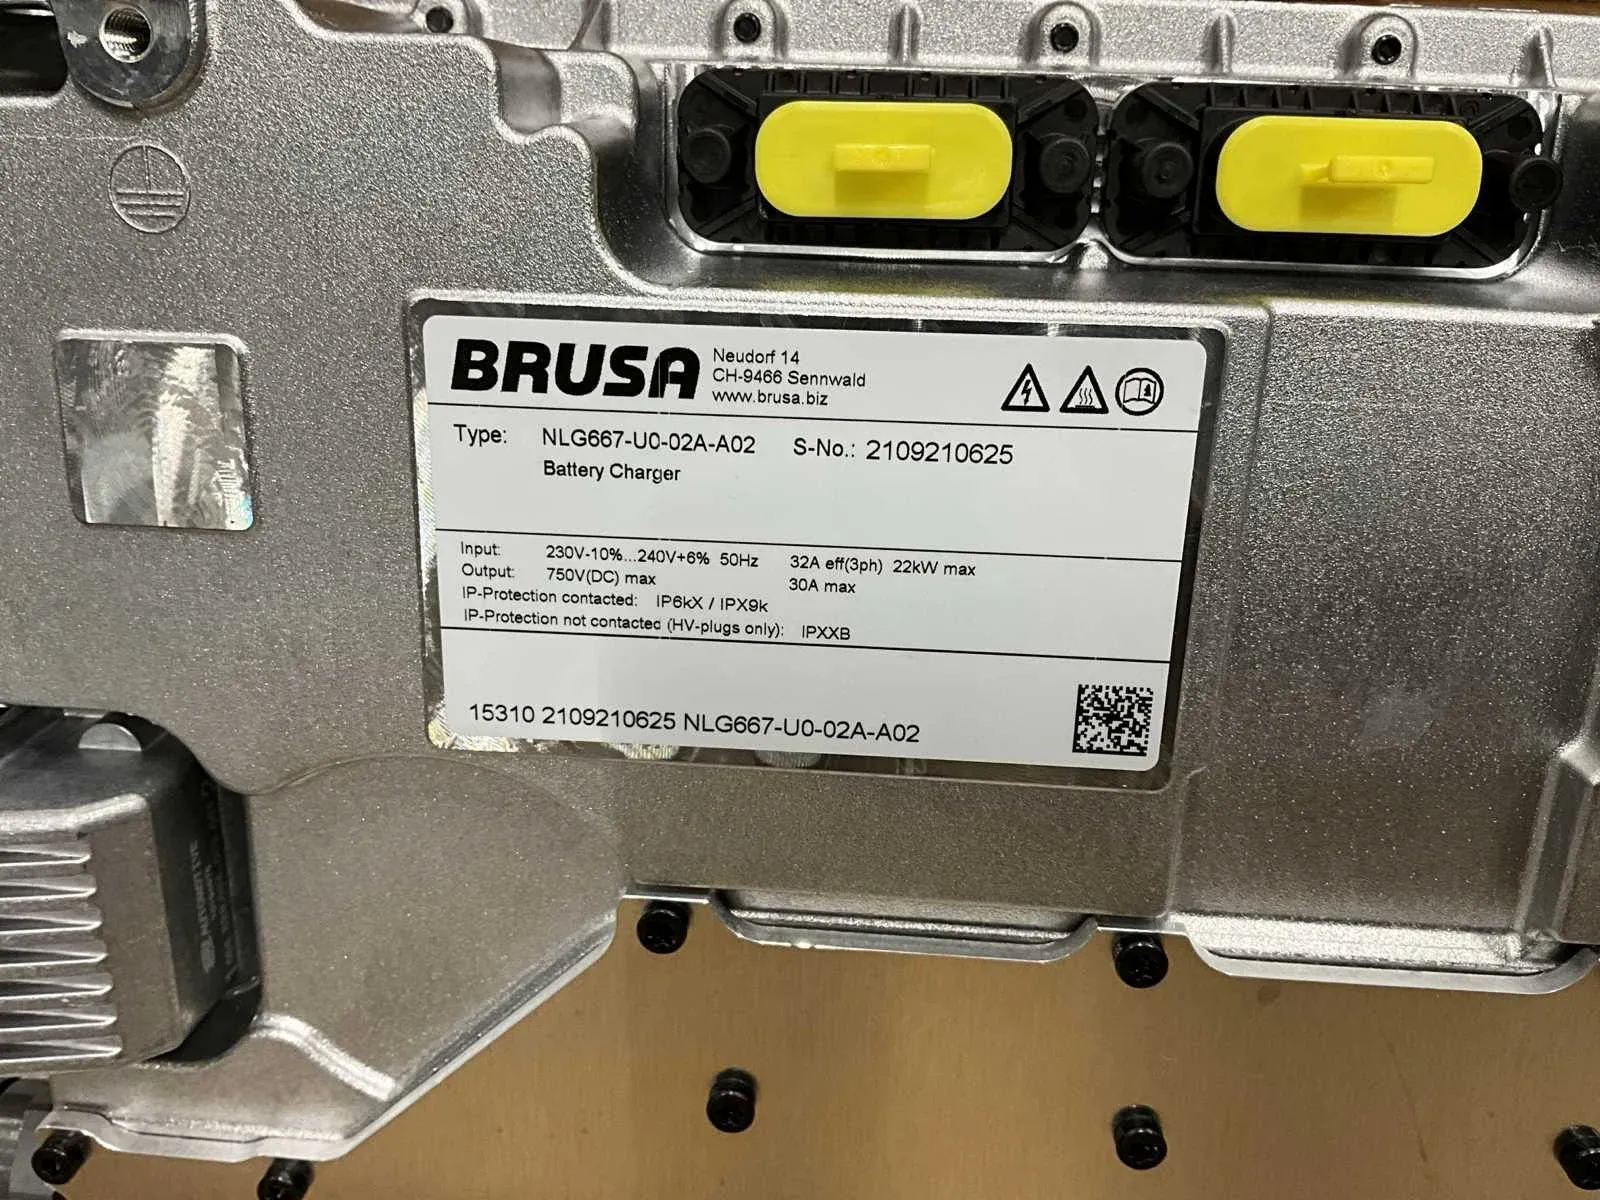 BRUSA
Neudorf 14
CH-9466 Sennwald
www.brusa.biz
Type: NLG667-U0-02A-A02 S-No.: 2109210625
Battery Charger
Input: 230V-10%...240V+6% 50Hz 32A eff(3ph) 22kW max
Output: 750V(DC) max 30A max
IP-Protection contacted: IP6kX / IPX9k
IP-Protection not contacted (HV-plugs only): IPXXB
15310 2109210625 NLG667-U0-02A-A02